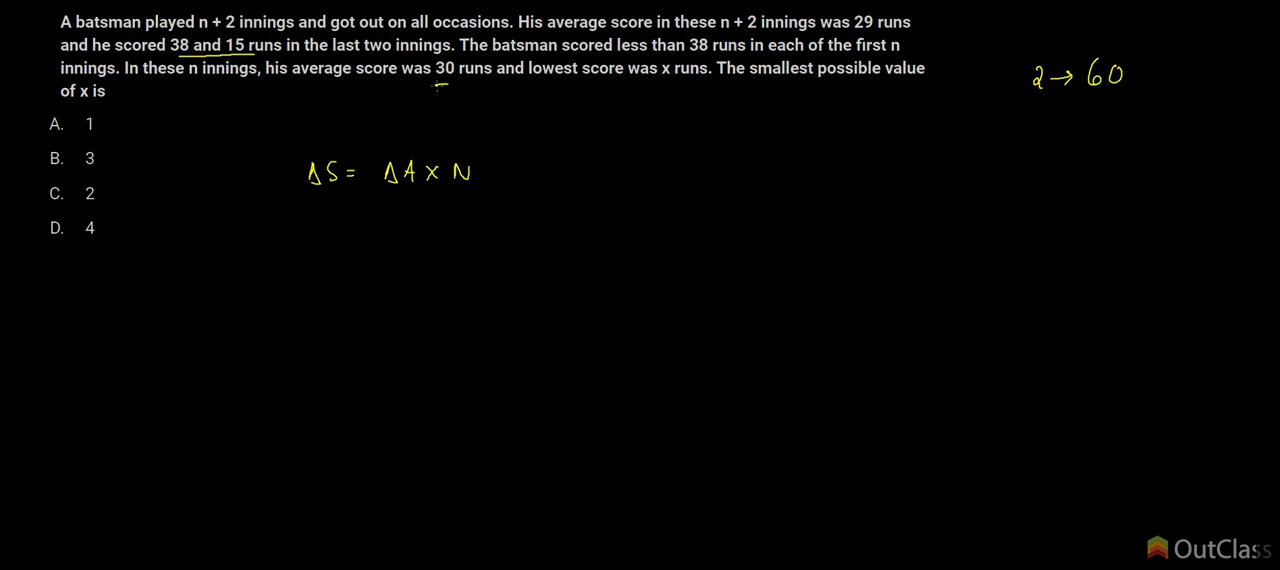 A batsman played n + 2 innings and got out on all occasions. His average score in these n + 2 innings was 29 runs
and he scored 38 and 15 runs in the last two innings. The batsman scored less than 38 runs in each of the first n
innings. In these n innings, his average score was 30 runs and lowest score was x runs. The smallest possible value
of x is
2 → 60
A. 1
B. 3
C. 2
D. 4
ΔS = ΔA × N
OutClass